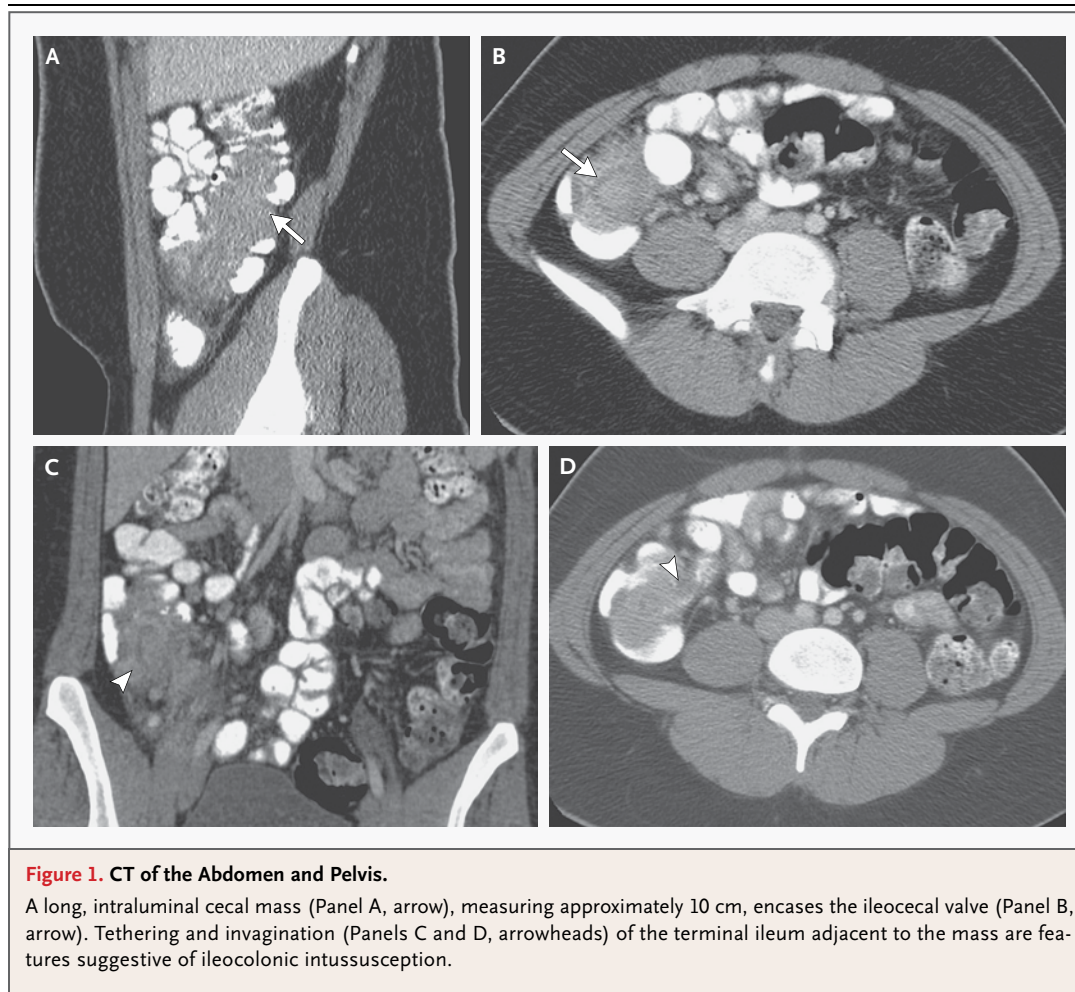 A
B
C
D
Figure 1. CT of the Abdomen and Pelvis.
A long, intraluminal cecal mass (Panel A, arrow), measuring approximately 10 cm, encases the ileocecal valve (Panel B,
arrow). Tethering and invagination (Panels C and D, arrowheads) of the terminal ileum adjacent to the mass are fea-
tures suggestive of ileocolonic intussusception.